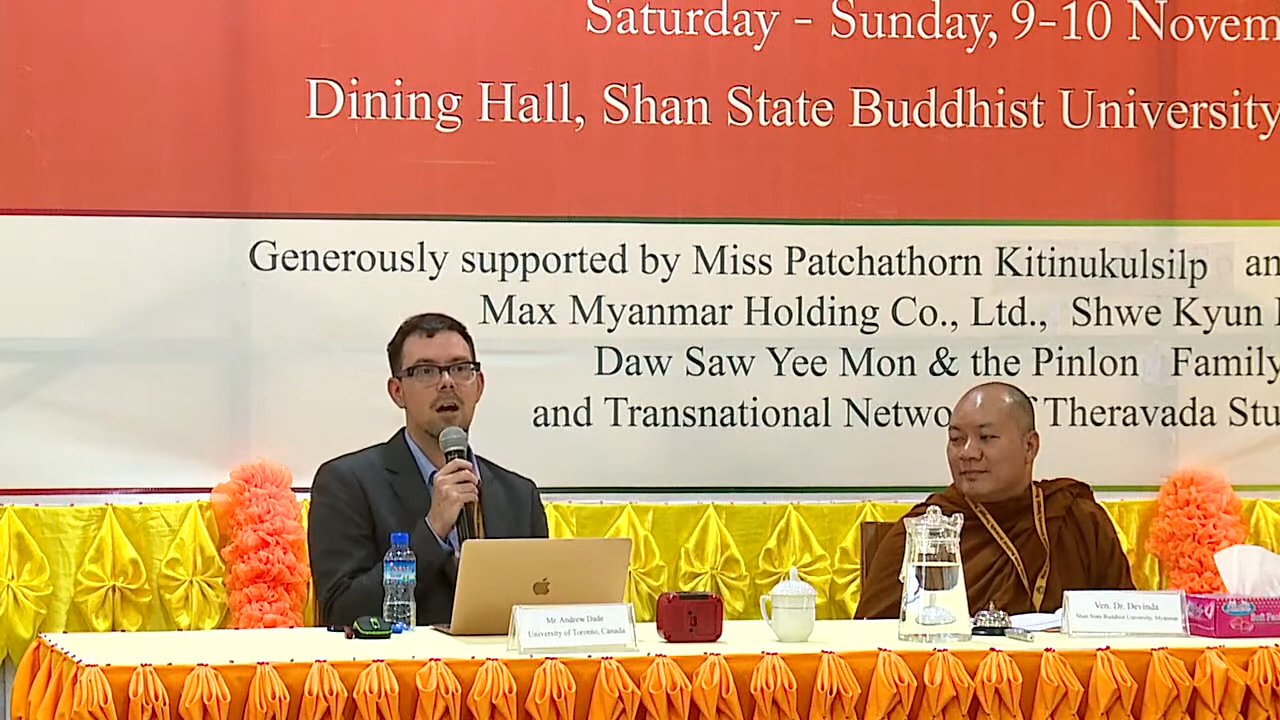 Saturday - Sunday, 9-10 Novem
Dining Hall, Shan State Buddhist University
Generously supported by Miss Patchathorn Kitinukulsilp an
Max Myanmar Holding Co., Ltd., Shwe Kyun
Daw Saw Yee Mon & the Pinlon Family
and Transnational Netwo f Theravada Stu
Mr. Andrew Dade
University of Toronto, Canada
Ven. Dr. Devinda
Shan State Buddhist University, Myanmar